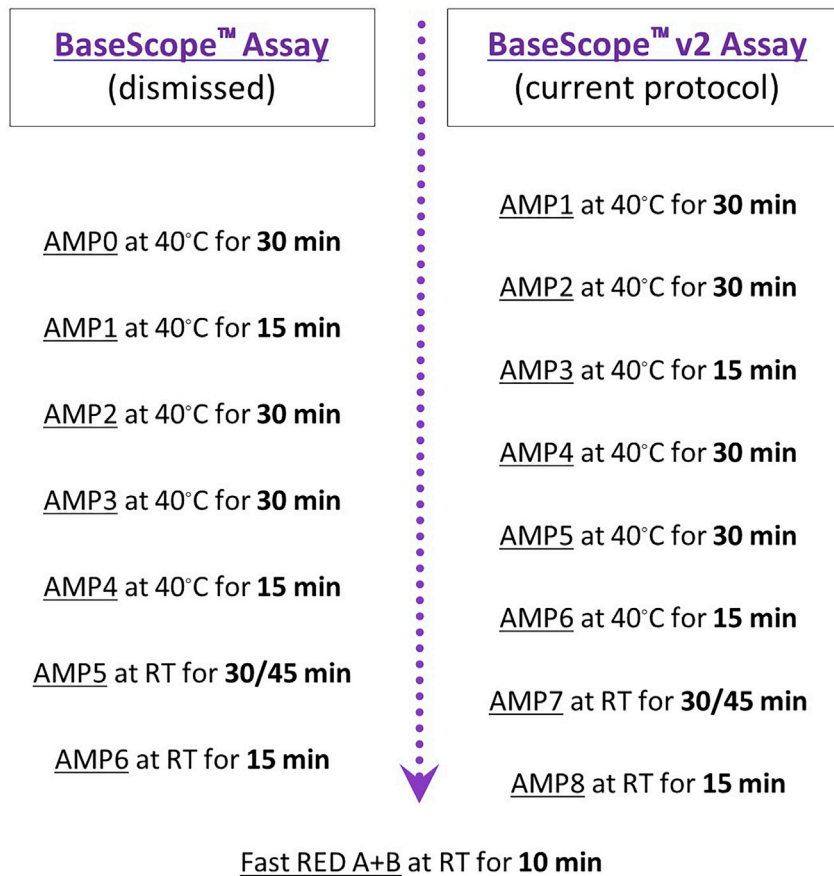 BaseScope™ Assay
(dismissed)
AMP0 at 40°C for 30 min
AMP1 at 40°C for 15 min
AMP2 at 40°C for 30 min
AMP3 at 40°C for 30 min
AMP4 at 40°C for 15 min
AMP5 at RT for 30/45 min
AMP6 at RT for 15 min
BaseScope™ v2 Assay
(current protocol)
AMP1 at 40°C for 30 min
AMP2 at 40°C for 30 min
AMP3 at 40°C for 15 min
AMP4 at 40°C for 30 min
AMP5 at 40°C for 30 min
AMP6 at 40°C for 15 min
AMP7 at RT for 30/45 min
AMP8 at RT for 15 min
Fast RED A+B at RT for 10 min